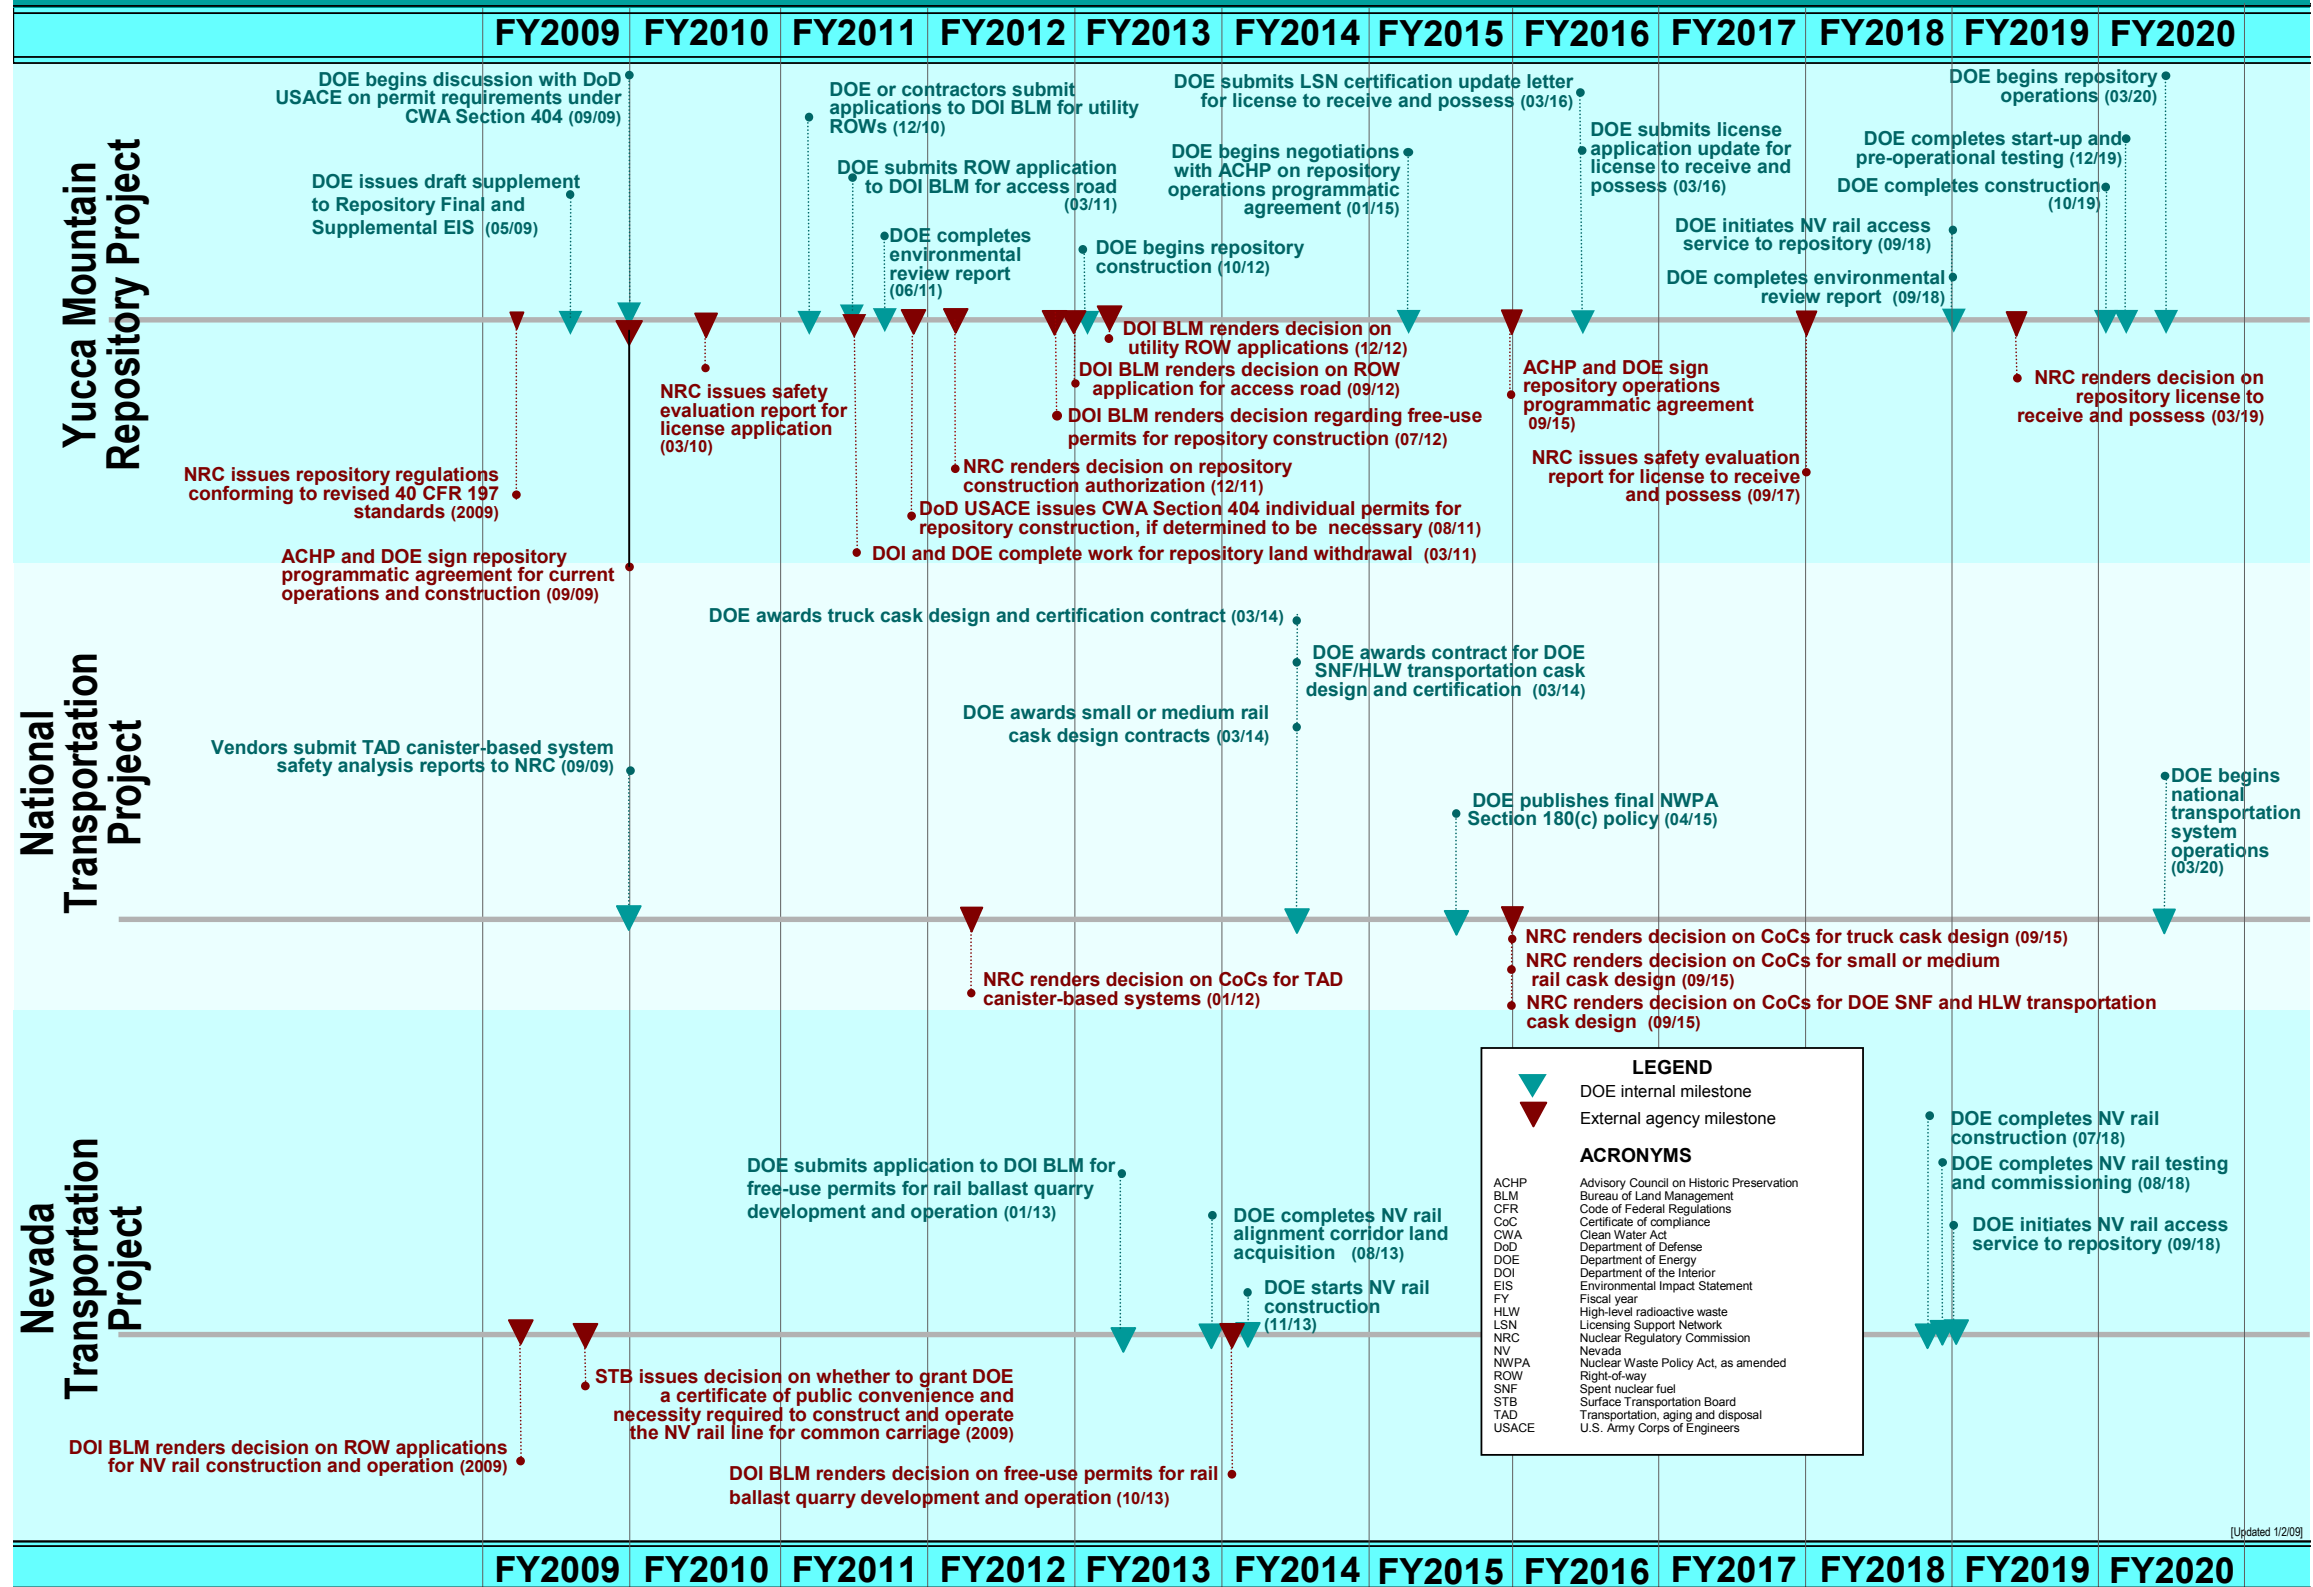 FY2009 FY2010 FY2011 FY2012 FY2013 FY2014 FY2015 FY2016 FY2017 FY2018 FY2019 FY2020
Yucca Mountain
Repository Project
DOE begins discussion with DoD
USACE on permit requirements under
CWA Section 404 (09/09)
DOE issues draft supplement
to Repository Final and
Supplemental EIS (05/09)
DOE or contractors submit
applications to DOI BLM for utility
ROWs (12/10)
DOE submits ROW application
to DOI BLM for access road
(03/11)
DOE completes
environmental
review report
(06/11)
DOE begins repository
construction (10/12)
DOE submits LSN certification update letter
for license to receive and possess (03/16)
DOE begins negotiations
with ACHP on repository
operations programmatic
agreement (01/15)
DOE submits license
application update for
license to receive and
possess (03/16)
DOE initiates NV rail access
service to repository (09/18)
DOE completes environmental
review report (09/18)
DOE begins repository
operations (03/20)
DOE completes start-up and
pre-operational testing (12/19)
DOE completes construction
(10/19)
NRC issues repository regulations
conforming to revised 40 CFR 197
standards (2009)
ACHP and DOE sign repository
programmatic agreement for current
operations and construction (09/09)
NRC issues safety
evaluation report for
license application
(03/10)
DOI BLM renders decision on
utility ROW applications (12/12)
DOI BLM renders decision on ROW
application for access road (09/12)
DOI BLM renders decision regarding free-use
permits for repository construction (07/12)
NRC renders decision on repository
construction authorization (12/11)
DoD USACE issues CWA Section 404 individual permits for
repository construction, if determined to be necessary (08/11)
DOI and DOE complete work for repository land withdrawal (03/11)
ACHP and DOE sign
repository operations
programmatic agreement
09/15)
NRC issues safety evaluation
report for license to receive
and possess (09/17)
NRC renders decision on
repository license to
receive and possess (03/19)
National
Transportation
Project
DOE awards truck cask design and certification contract (03/14)
DOE awards contract for DOE
SNF/HLW transportation cask
design and certification (03/14)
DOE awards small or medium rail
cask design contracts (03/14)
Vendors submit TAD canister-based system
safety analysis reports to NRC (09/09)
DOE publishes final NWPA
Section 180(c) policy (04/15)
DOE begins
national
transportation
system
operations
(03/20)
NRC renders decision on CoCs for TAD
canister-based systems (01/12)
NRC renders decision on CoCs for truck cask design (09/15)
NRC renders decision on CoCs for small or medium
rail cask design (09/15)
NRC renders decision on CoCs for DOE SNF and HLW transportation
cask design (09/15)
Nevada
Transportation
Project
DOE submits application to DOI BLM for
free-use permits for rail ballast quarry
development and operation (01/13)
DOE completes NV rail
alignment corridor land
acquisition (08/13)
DOE starts NV rail
construction
(11/13)
DOE completes NV rail
construction (07/18)
DOE completes NV rail testing
and commissioning (08/18)
DOE initiates NV rail access
service to repository (09/18)
STB issues decision on whether to grant DOE
a certificate of public convenience and
necessity required to construct and operate
the NV rail line for common carriage (2009)
DOI BLM renders decision on ROW applications
for NV rail construction and operation (2009)
DOI BLM renders decision on free-use permits for rail
ballast quarry development and operation (10/13)
LEGEND
DOE internal milestone
External agency milestone
ACRONYMS
ACHP Advisory Council on Historic Preservation
BLM Bureau of Land Management
CFR Code of Federal Regulations
CoC Certificate of compliance
CWA Clean Water Act
DoD Department of Defense
DOE Department of Energy
DOI Department of the Interior
EIS Environmental Impact Statement
FY Fiscal year
HLW High-level radioactive waste
LSN Licensing Support Network
NRC Nuclear Regulatory Commission
NV Nevada
NWPA Nuclear Waste Policy Act, as amended
ROW Right-of-way
SNF Spent nuclear fuel
STB Surface Transportation Board
TAD Transportation, aging and disposal
USACE U.S. Army Corps of Engineers
[Updated 1/2/09]
FY2009 FY2010 FY2011 FY2012 FY2013 FY2014 FY2015 FY2016 FY2017 FY2018 FY2019 FY2020